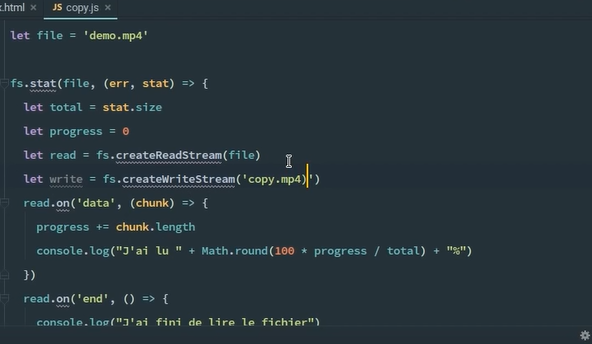 .html × JS copy.js ×
let file = 'demo.mp4'
fs.stat(file, (err, stat) => {
let total = stat.size
let progress = 0
let read = fs.createReadStream(file)
let write = fs.createWriteStream('copy.mp4)')
read.on('data', (chunk) => {
progress += chunk.length
console.log("J'ai lu " + Math.round(100 * progress / total) + "%")
})
read.on('end', () => {
console.log("J'ai fini de lire le fichier")